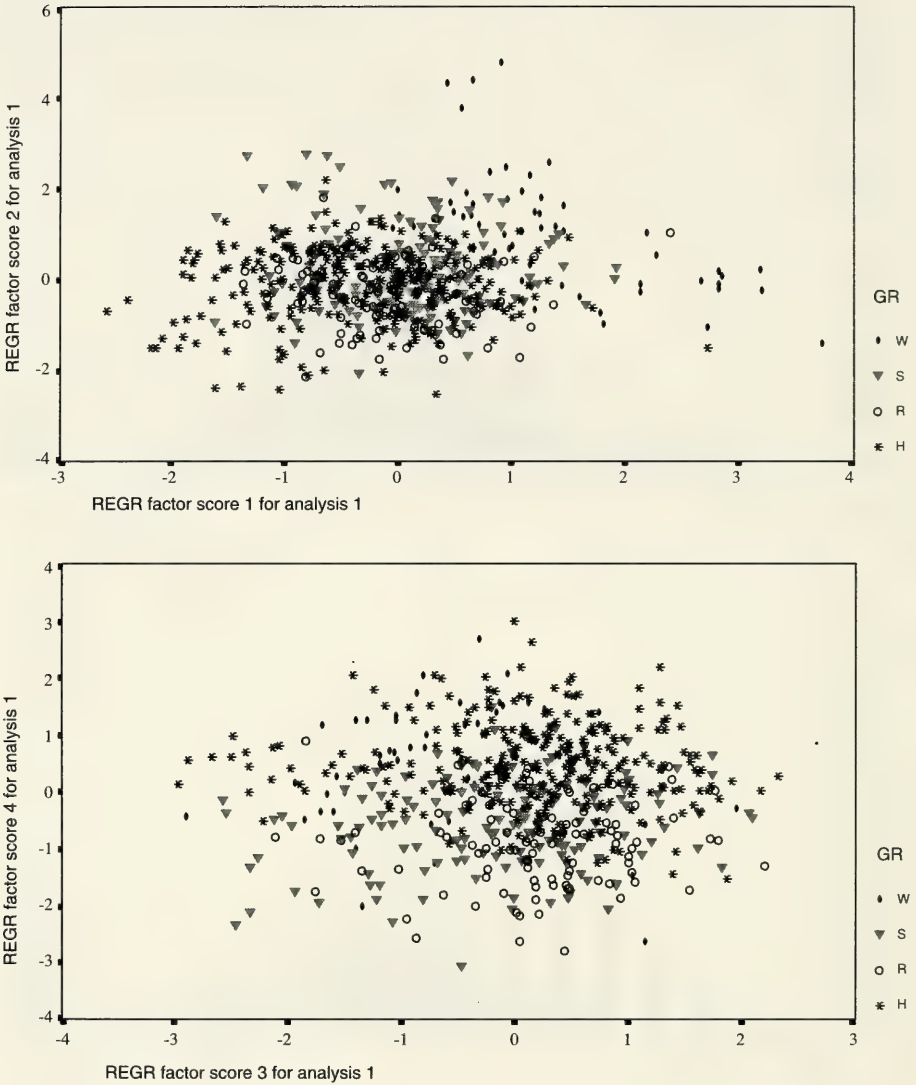 6
4
2
0
-2
-4
REGR factor score 2 for analysis 1
-3 -2 -1 0 1 2 3 4
REGR factor score 1 for analysis 1
GR
W
S
R
H
4
3
2
1
0
-1
-2
-3
-4
REGR factor score 4 for analysis 1
-4 -3 -2 -1 0 1 2 3
REGR factor score 3 for analysis 1
GR
W
S
R
H